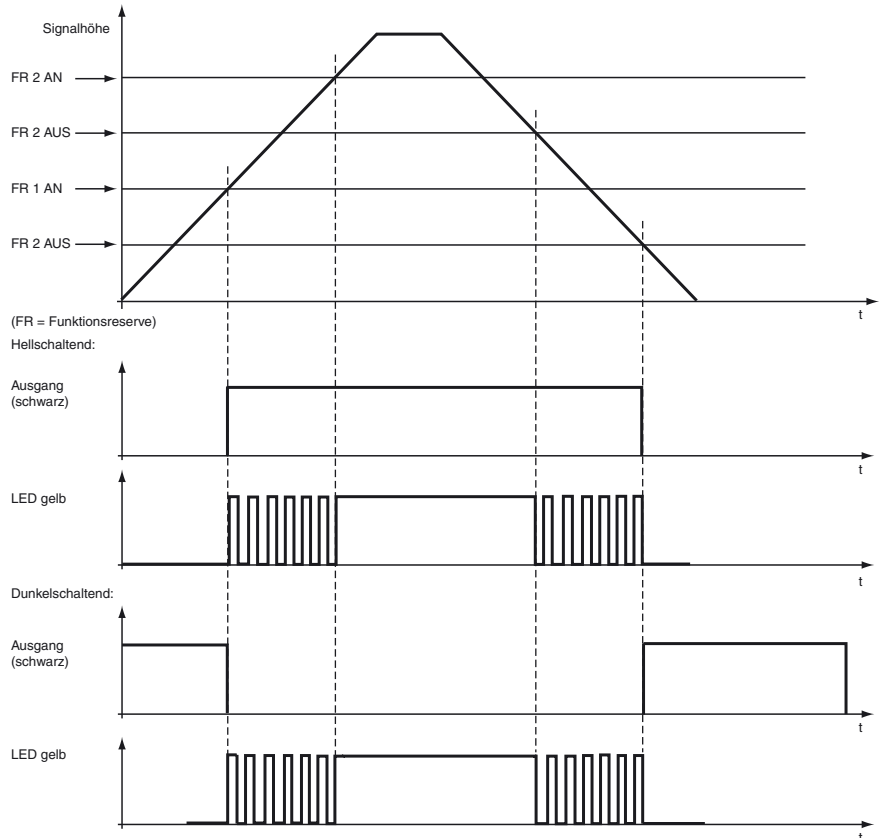 Signalhöhe
FR 2 AN
FR 2 AUS
FR 1 AN
FR 2 AUS
t
(FR = Funktionsreserve)
Hellschaltend:
Ausgang
(schwarz)
t
LED gelb
t
Dunkelschaltend:
Ausgang
(schwarz)
t
LED gelb
t